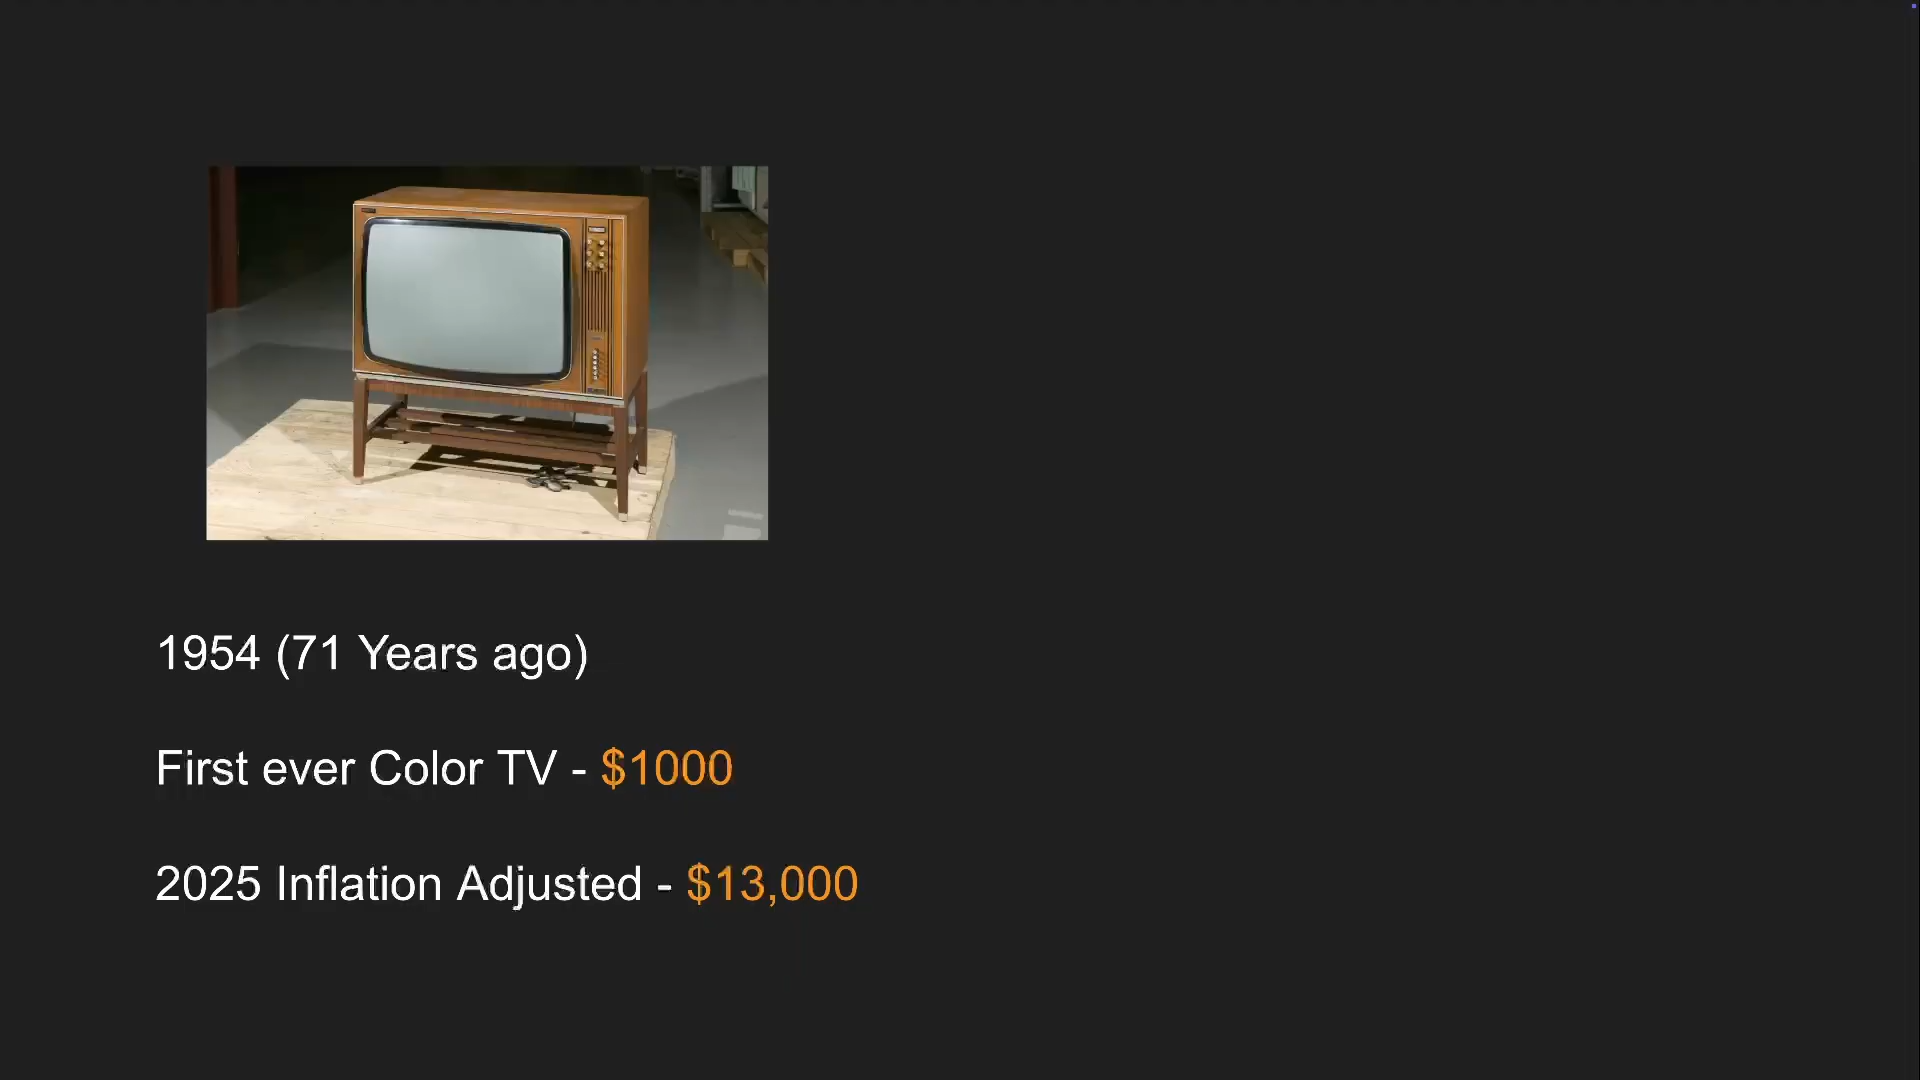 1954 (71 Years ago)
First ever Color TV - $1000
2025 Inflation Adjusted - $13,000